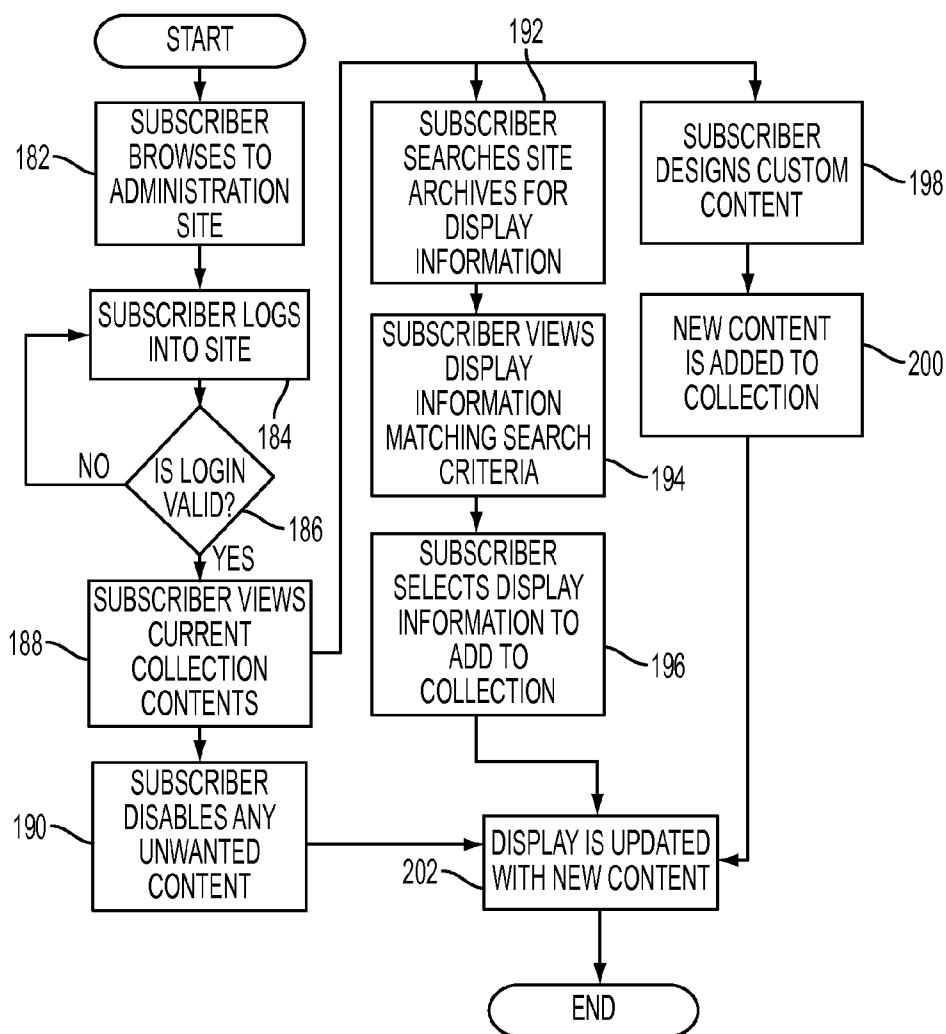 START
182
SUBSCRIBER
BROWSES TO
ADMINISTRATION
SITE
SUBSCRIBER LOGS
INTO SITE
184
NO
IS LOGIN
VALID?
186
YES
188
SUBSCRIBER VIEWS
CURRENT
COLLECTION
CONTENTS
190
SUBSCRIBER
DISABLES ANY
UNWANTED
CONTENT
192
SUBSCRIBER
SEARCHES SITE
ARCHIVES FOR
DISPLAY
INFORMATION
SUBSCRIBER VIEWS
DISPLAY
INFORMATION
MATCHING SEARCH
CRITERIA
194
SUBSCRIBER
SELECTS DISPLAY
INFORMATION TO
ADD TO
COLLECTION
196
SUBSCRIBER
DESIGNS CUSTOM
CONTENT
198
NEW CONTENT
IS ADDED TO
COLLECTION
200
202
DISPLAY IS UPDATED
WITH NEW CONTENT
END